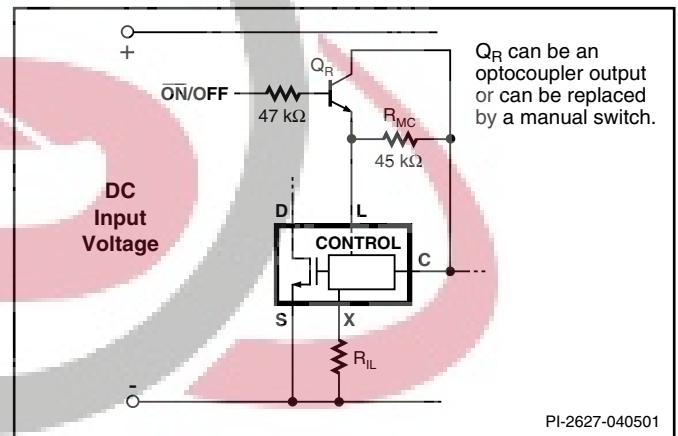 +
Q_R
Q_R can be an
optocoupler output
or can be replaced
by a manual switch.
O̅N̅/OFF
47 kΩ
R_MC
45 kΩ
DC
Input
Voltage
D
L
CONTROL
C
S
X
R_IL
-
PI-2627-040501